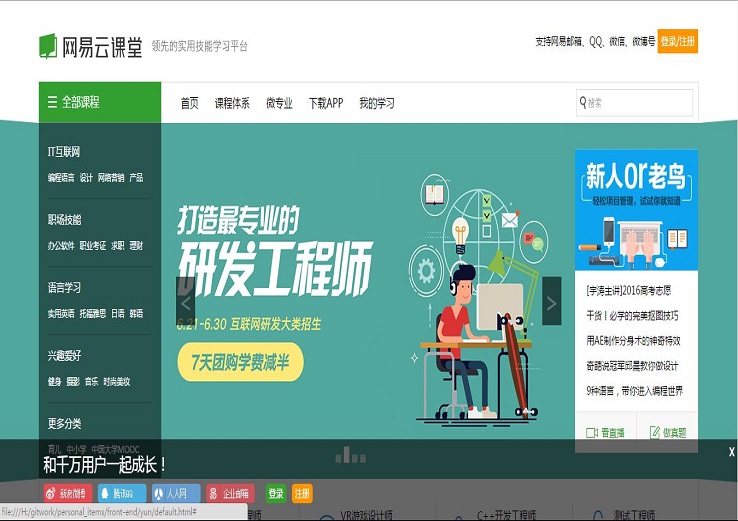 网易云课堂 领先的实用技能学习平台
支持网易邮箱、QQ、微信、微博号 登录/注册
全部课程 首页 课程体系 微专业 下载APP 我的学习 搜索
IT互联网
编程语言 设计 网络营销 产品
职场技能
办公软件 职业考证 求职 理财
语言学习
实用英语 托福雅思 日语 韩语
兴趣爱好
健身 摄影 音乐 时尚美妆
更多分类
育儿 中小学 中国大学MOOC
打造最专业的
研发工程师
6.21-6.30 互联网研发大类招生
7天团购学费减半
新人or老鸟
轻松项目管理，试试你就知道
[李涛主讲]2016高考志愿
干货丨必学的完美抠图技巧
用AE制作分身术的神奇特效
奇葩说冠军邱晨教你做设计
9种语言，带你进入编程世界
看直播 做真题
和千万用户一起成长！ X
新浪微博 腾讯QQ 人人网 企业邮箱 登录 注册
file:///H:/gitwork/personal_items/front-end/yun/default.html#
VR游戏设计师 C++开发工程师 测试工程师